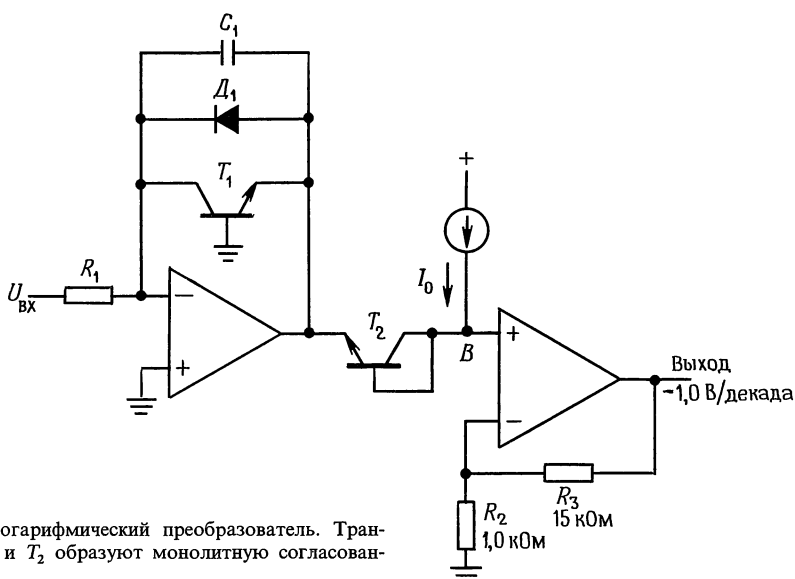 C₁
Д₁
T₁
+
R₁
I₀
Uвх
−
+
T₂
B
+
−
Выход
~1,0 В/декада
R₃
15 кОм
R₂
1,0 кОм
огарифмический преобразователь. Тран-
и T₂ образуют монолитную согласован-